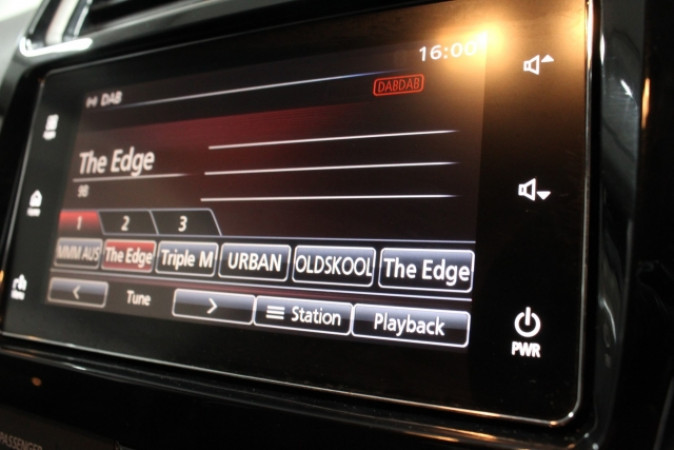 16:00
DAB
DABDAB
The Edge
1 2 3
MMM AUS The Edge Triple M URBAN OLDSKOOL The Edge
< Tune > Station Playback
PWR
PASSENGER